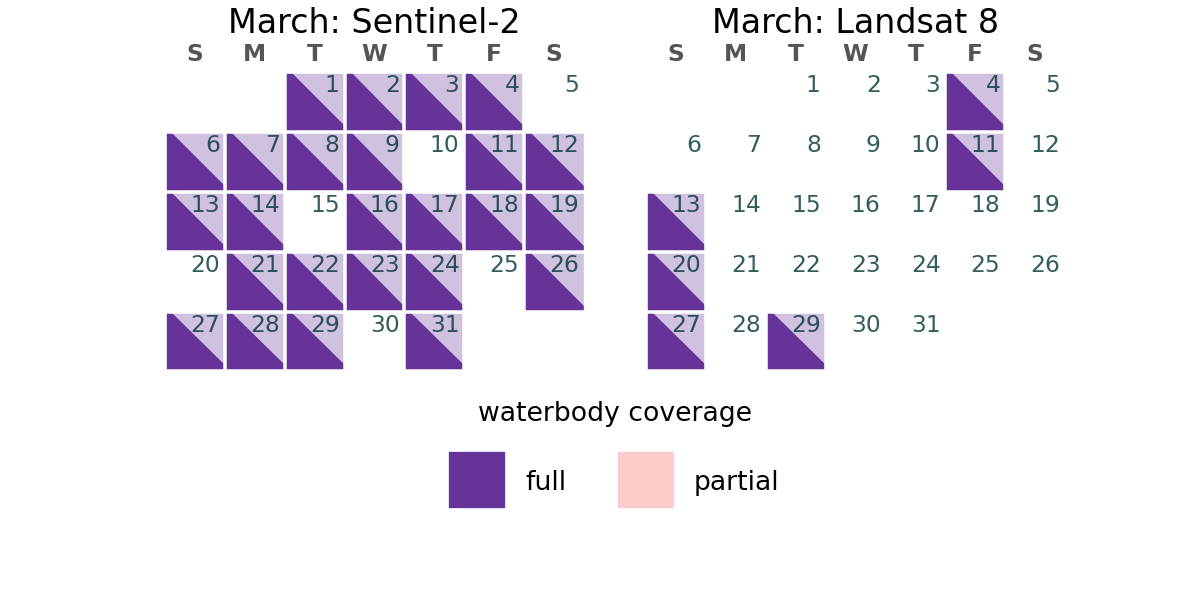 March: Sentinel-2
S M T W T F S
1 2 3 4 5
6 7 8 9 10 11 12
13 14 15 16 17 18 19
20 21 22 23 24 25 26
27 28 29 30 31
March: Landsat 8
S M T W T F S
1 2 3 4 5
6 7 8 9 10 11 12
13 14 15 16 17 18 19
20 21 22 23 24 25 26
27 28 29 30 31
waterbody coverage
full partial